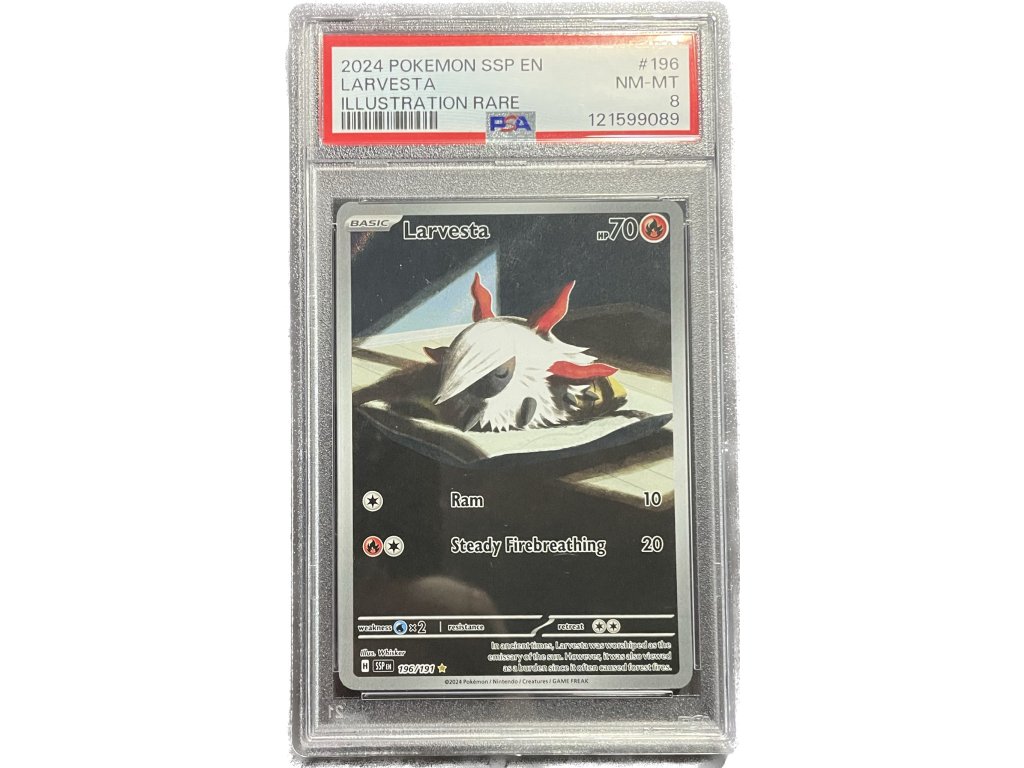 2024 POKEMON SSP EN #196
LARVESTA NM-MT
ILLUSTRATION RARE 8
PSA 121599089
BASIC Larvesta HP70
Ram 10
Steady Firebreathing 20
weakness ×2 resistance retreat
In ancient times, Larvesta was worshiped as the
emissary of the sun. However, it was also viewed
as a burden since it often caused forest fires.
Illus. Whisker
H SSP EN 196/191
©2024 Pokémon / Nintendo / Creatures / GAME FREAK